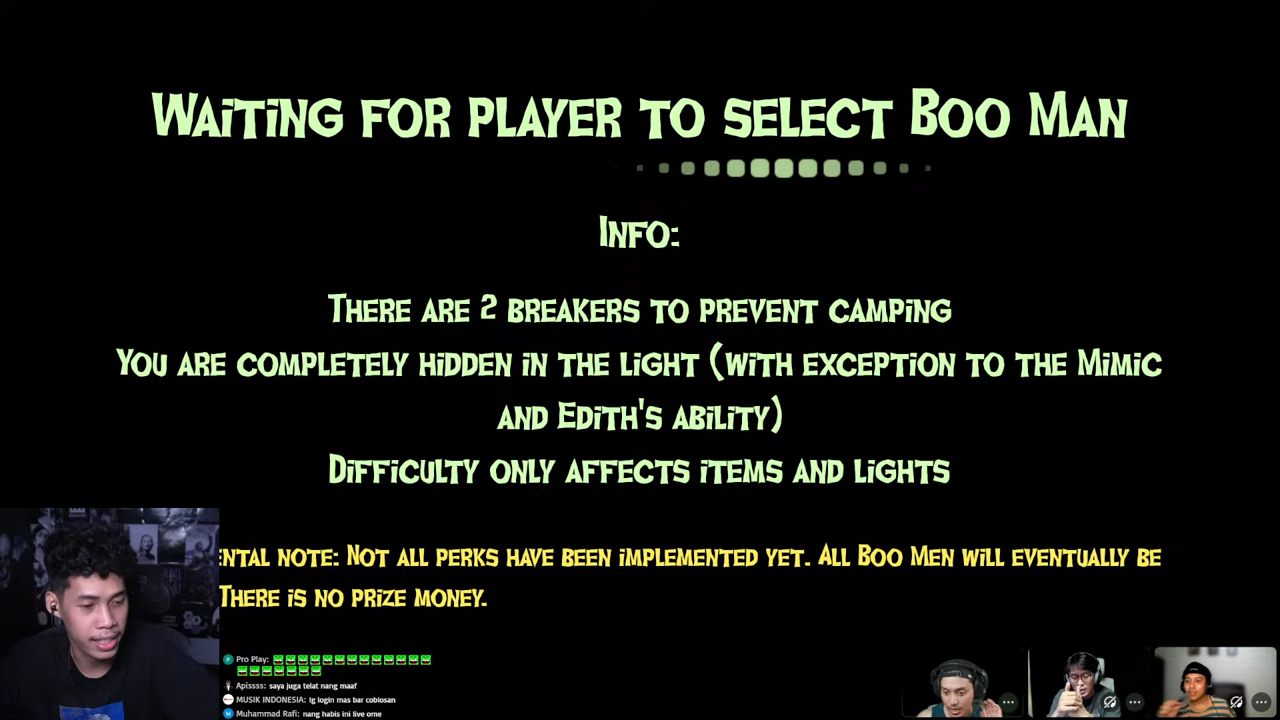 Waiting for player to select Boo Man
Info:
There are 2 breakers to prevent camping
You are completely hidden in the light (with exception to the Mimic
and Edith's ability)
Difficulty only affects items and lights
ental note: Not all perks have been implemented yet. All Boo Men will eventually be
There is no prize money.
Pro Play:
Apissss: saya juga telat nang maaf
MUSIK INDONESIA: lg login mas bar coblosan
Muhammad Rafi: nang habis ini live ome